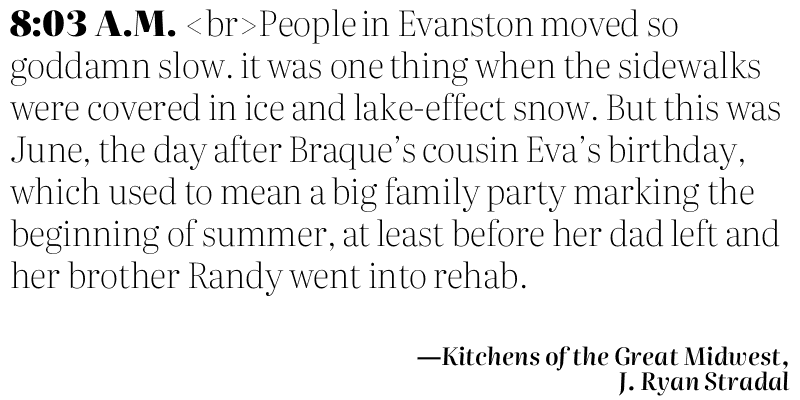 8:03 A.M. <br>People in Evanston moved so
goddamn slow. it was one thing when the sidewalks
were covered in ice and lake-effect snow. But this was
June, the day after Braque’s cousin Eva’s birthday,
which used to mean a big family party marking the
beginning of summer, at least before her dad left and
her brother Randy went into rehab.
—Kitchens of the Great Midwest,
J. Ryan Stradal